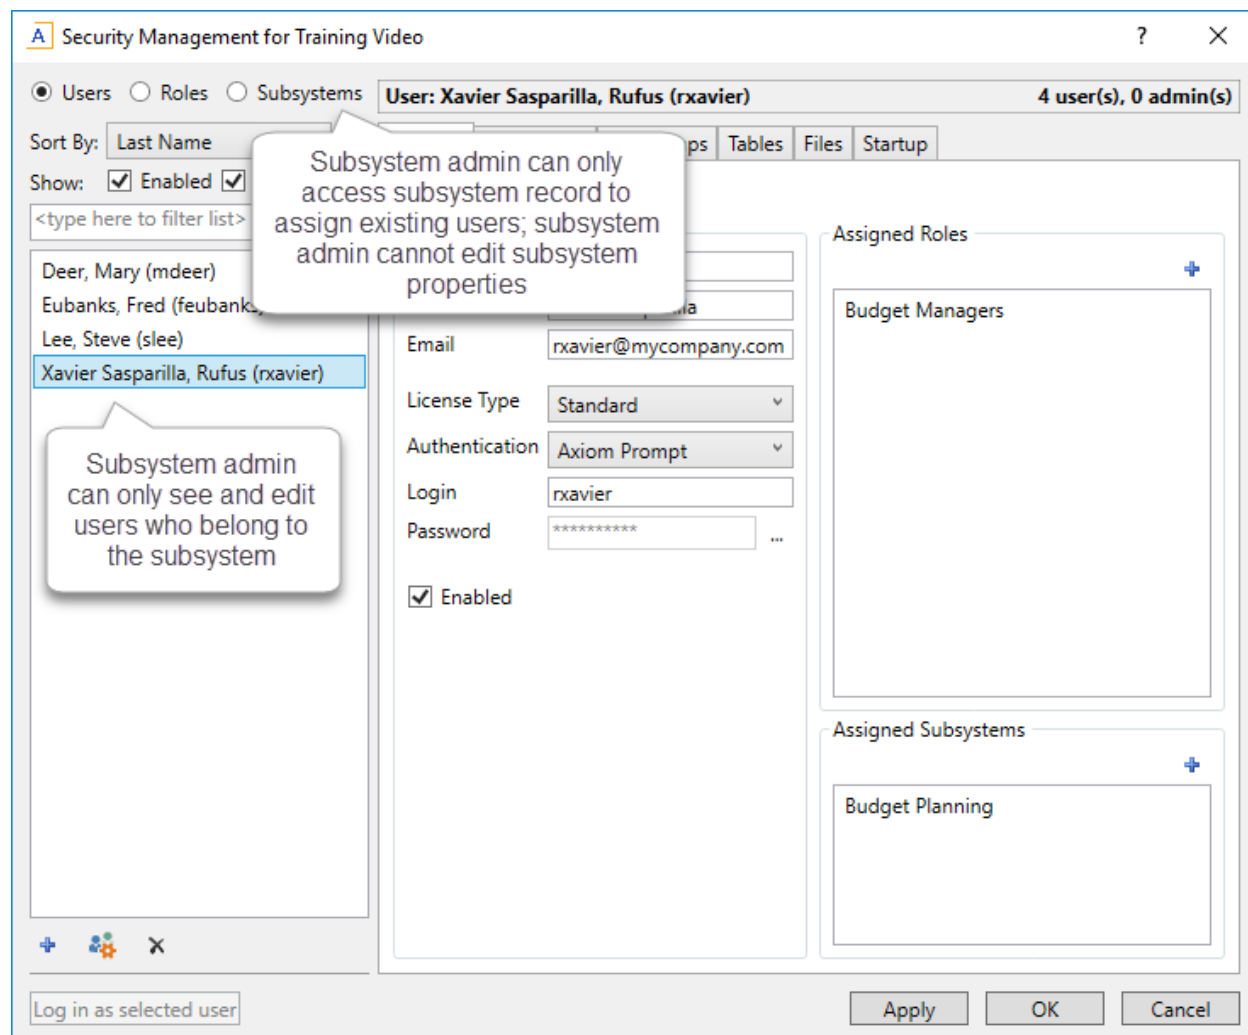 A Security Management for Training Video ? X
Users Roles Subsystems
User: Xavier Sasparilla, Rufus (rxavier) 4 user(s), 0 admin(s)
Sort By: Last Name
Tables Files Startup
Show: Enabled
<type here to filter list>
Subsystem admin can only
access subsystem record to
assign existing users; subsystem
admin cannot edit subsystem
properties
Deer, Mary (mdeer)
Eubanks, Fred (feubanks)
Lee, Steve (slee)
Xavier Sasparilla, Rufus (rxavier)
Subsystem admin
can only see and edit
users who belong to
the subsystem
Email rxavier@mycompany.com
License Type Standard
Authentication Axiom Prompt
Login rxavier
Password ********** ...
Enabled
Assigned Roles
Budget Managers
Assigned Subsystems
Budget Planning
Log in as selected user
Apply OK Cancel